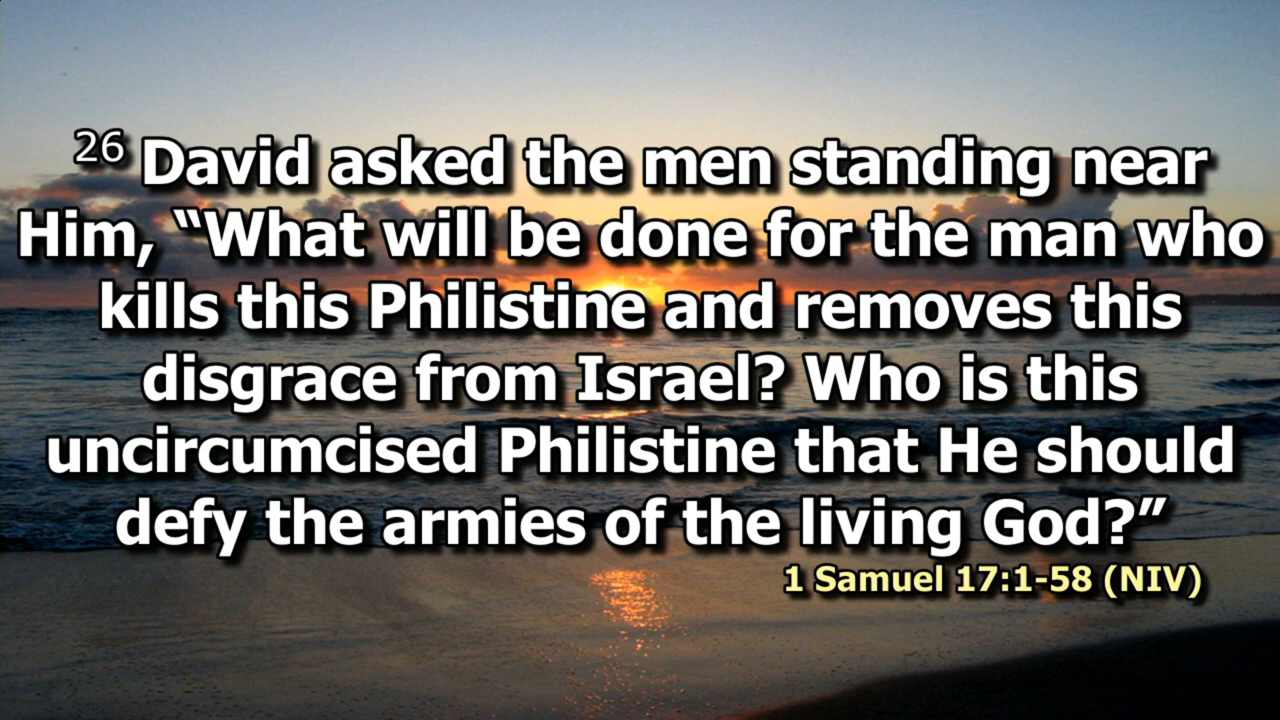 26 David asked the men standing near
Him, “What will be done for the man who
kills this Philistine and removes this
disgrace from Israel? Who is this
uncircumcised Philistine that He should
defy the armies of the living God?”
1 Samuel 17:1-58 (NIV)